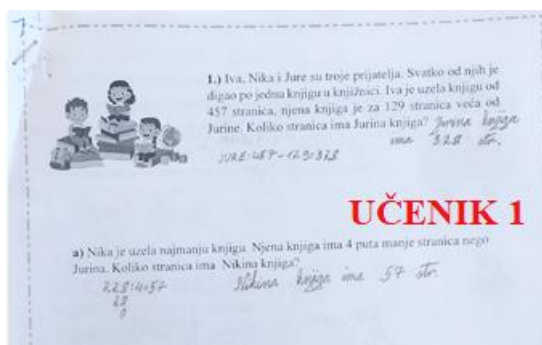 1.) Iva, Nika i Jure su troje prijatelja. Svatko od njih je
digao po jednu knjigu u knjižnici. Iva je uzela knjigu od
457 stranica, njena knjiga je za 129 stranica veća od
Jurine. Koliko stranica ima Jurina knjiga? Jurina knjiga
ima 328 str.
JURE: 457-129=328
UČENIK 1
a) Nika je uzela najmanju knjigu. Njena knjiga ima 4 puta manje stranica nego
Jurina. Koliko stranica ima Nikina knjiga?
228:4=57 Nikina knjiga ima 57 str.
28
0